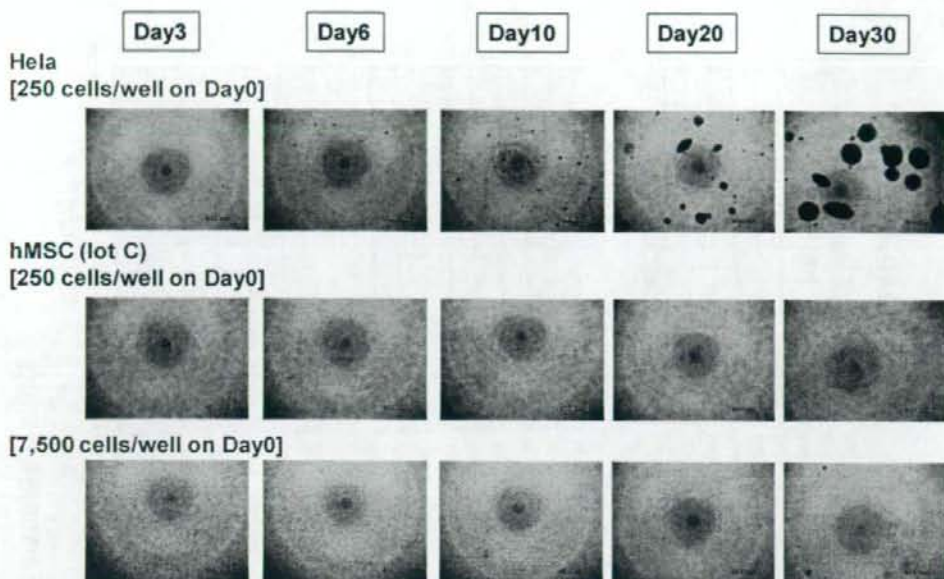 Day3 Day6 Day10 Day20 Day30
Hela
[250 cells/well on Day0]
hMSC (lot C)
[250 cells/well on Day0]
[7,500 cells/well on Day0]